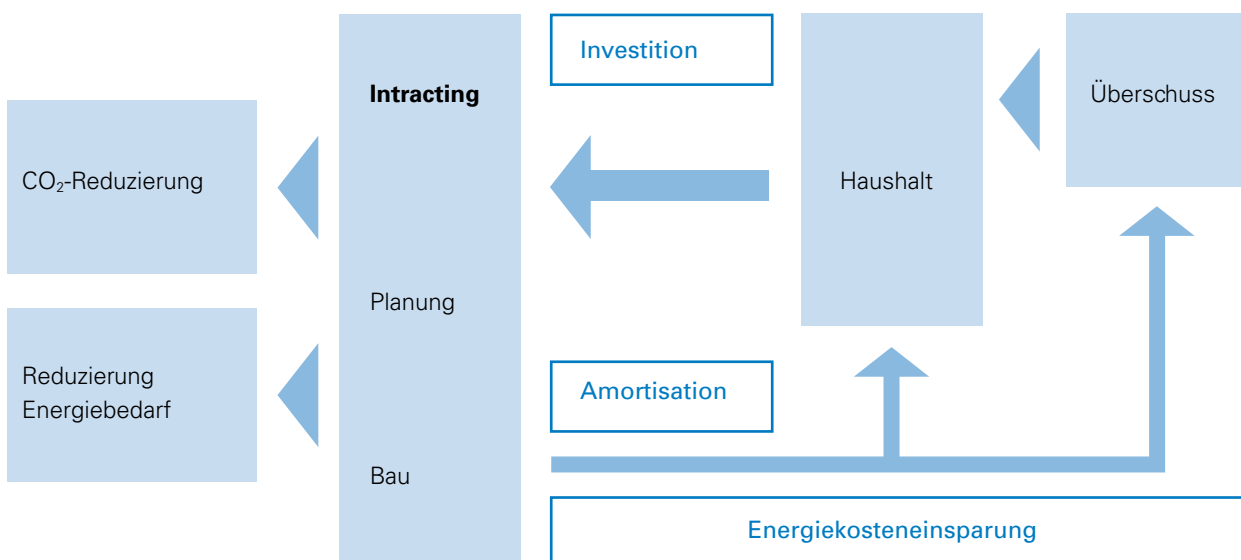 Investition
Intracting
Überschuss
CO₂-Reduzierung
Haushalt
Planung
Reduzierung
Energiebedarf
Amortisation
Bau
Energiekosteneinsparung